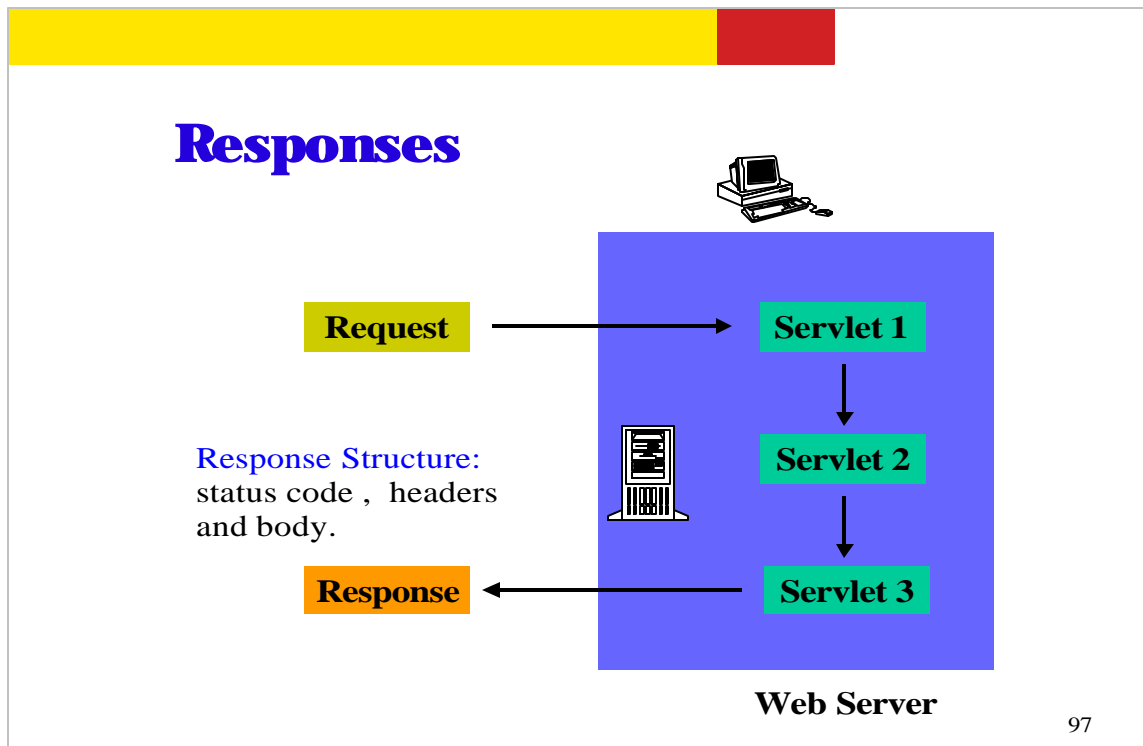 Responses
Request
Servlet 1
Servlet 2
Response Structure:
status code ,  headers
and body.
Response
Servlet 3
Web Server
97